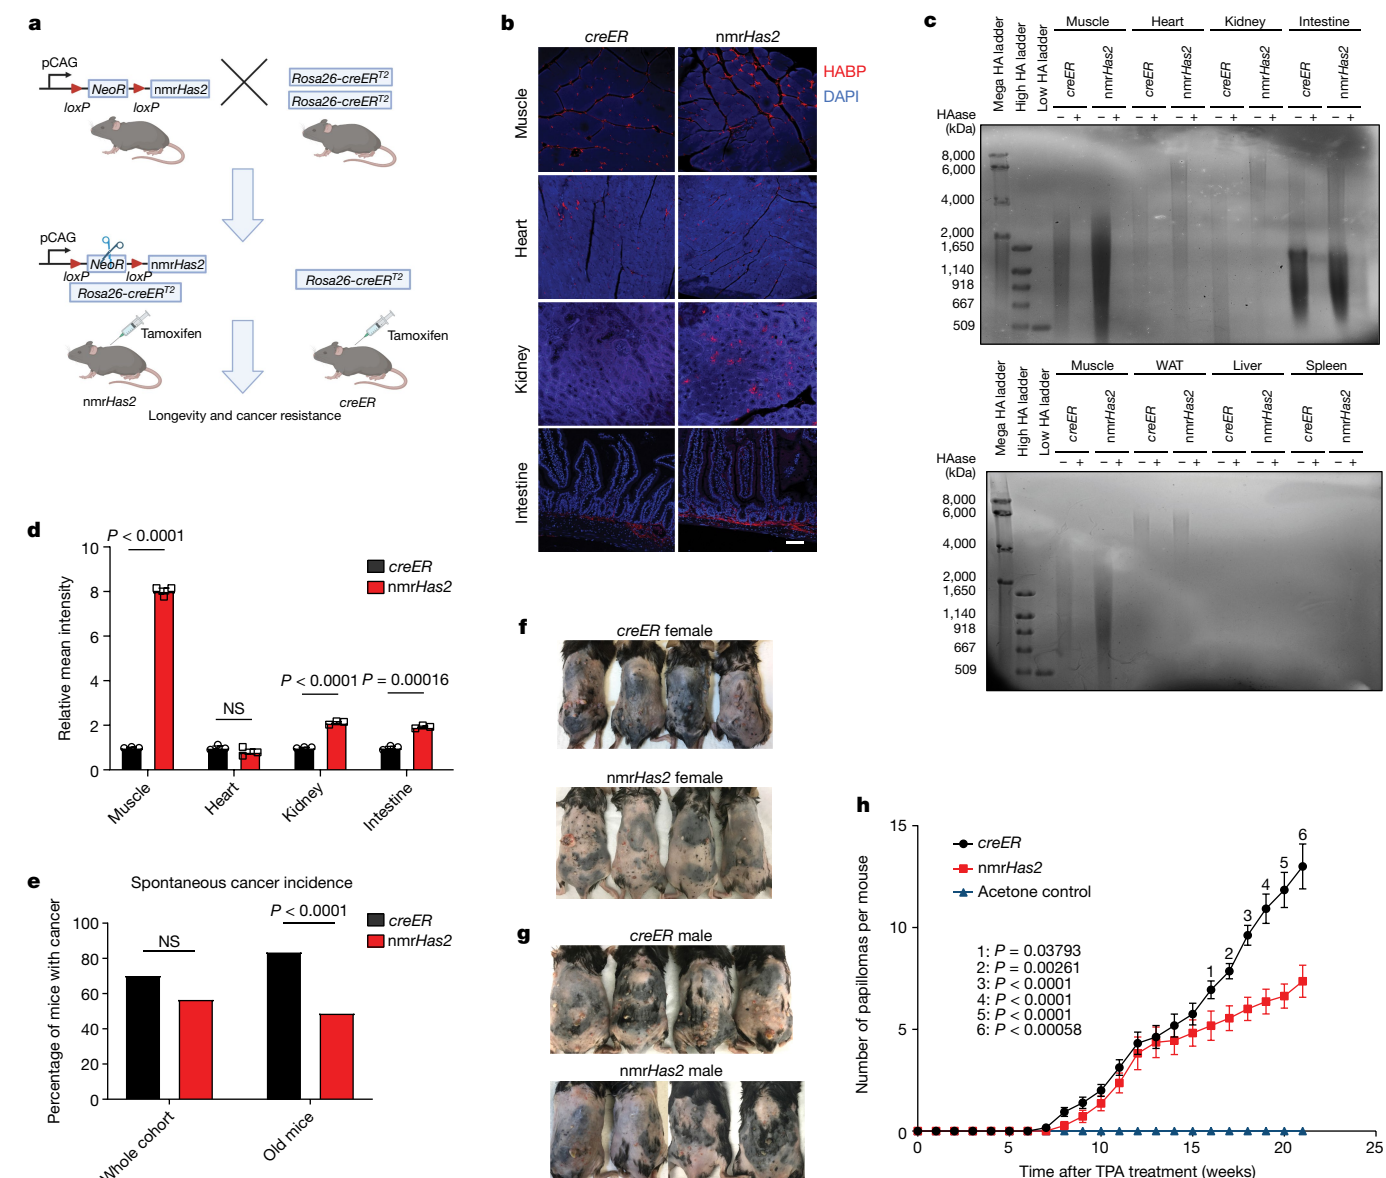 a
pCAG
NeoR
nmrHas2
loxP
loxP
Rosa26-creERT2
Rosa26-creERT2
pCAG
NeoR
nmrHas2
loxP
loxP
Rosa26-creERT2
Rosa26-creERT2
Tamoxifen
Tamoxifen
nmrHas2
creER
Longevity and cancer resistance
b
creER
nmrHas2
HABP
DAPI
Muscle
Heart
Kidney
Intestine
c
Mega HA ladder
High HA ladder
Low HA ladder
Muscle Heart Kidney Intestine
creER nmrHas2 creER nmrHas2 creER nmrHas2 creER nmrHas2
HAase – + – + – + – + – + – + – + – +
(kDa)
8,000
6,000
4,000
2,000
1,650
1,140
918
667
509
Mega HA ladder
High HA ladder
Low HA ladder
Muscle WAT Liver Spleen
creER nmrHas2 creER nmrHas2 creER nmrHas2 creER nmrHas2
HAase – + – + – + – + – + – + – + – +
(kDa)
8,000
6,000
4,000
2,000
1,650
1,140
918
667
509
d
P < 0.0001
creER
nmrHas2
NS
P < 0.0001
P = 0.00016
Relative mean intensity
10
8
6
4
2
0
Muscle
Heart
Kidney
Intestine
e
Spontaneous cancer incidence
P < 0.0001
NS
creER
nmrHas2
Percentage of mice with cancer
100
80
60
40
20
0
Whole cohort
Old mice
f
creER female
nmrHas2 female
g
creER male
nmrHas2 male
h
creER
nmrHas2
Acetone control
1: P = 0.03793
2: P = 0.00261
3: P < 0.0001
4: P < 0.0001
5: P < 0.0001
6: P < 0.00058
1
2
3
4
5
6
Number of papillomas per mouse
15
10
5
0
0 5 10 15 20 25
Time after TPA treatment (weeks)